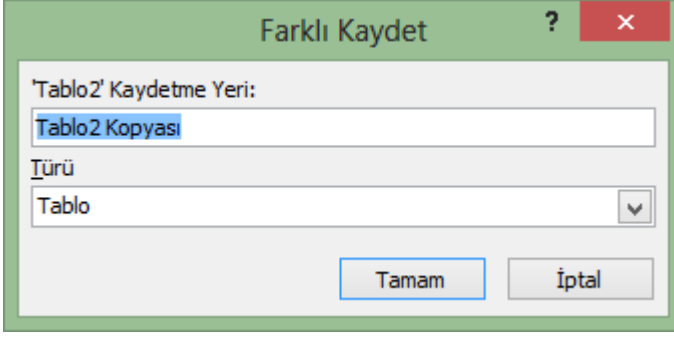 Farklı Kaydet ?
'Tablo2' Kaydetme Yeri:
Tablo2 Kopyası
Türü
Tablo
Tamam İptal